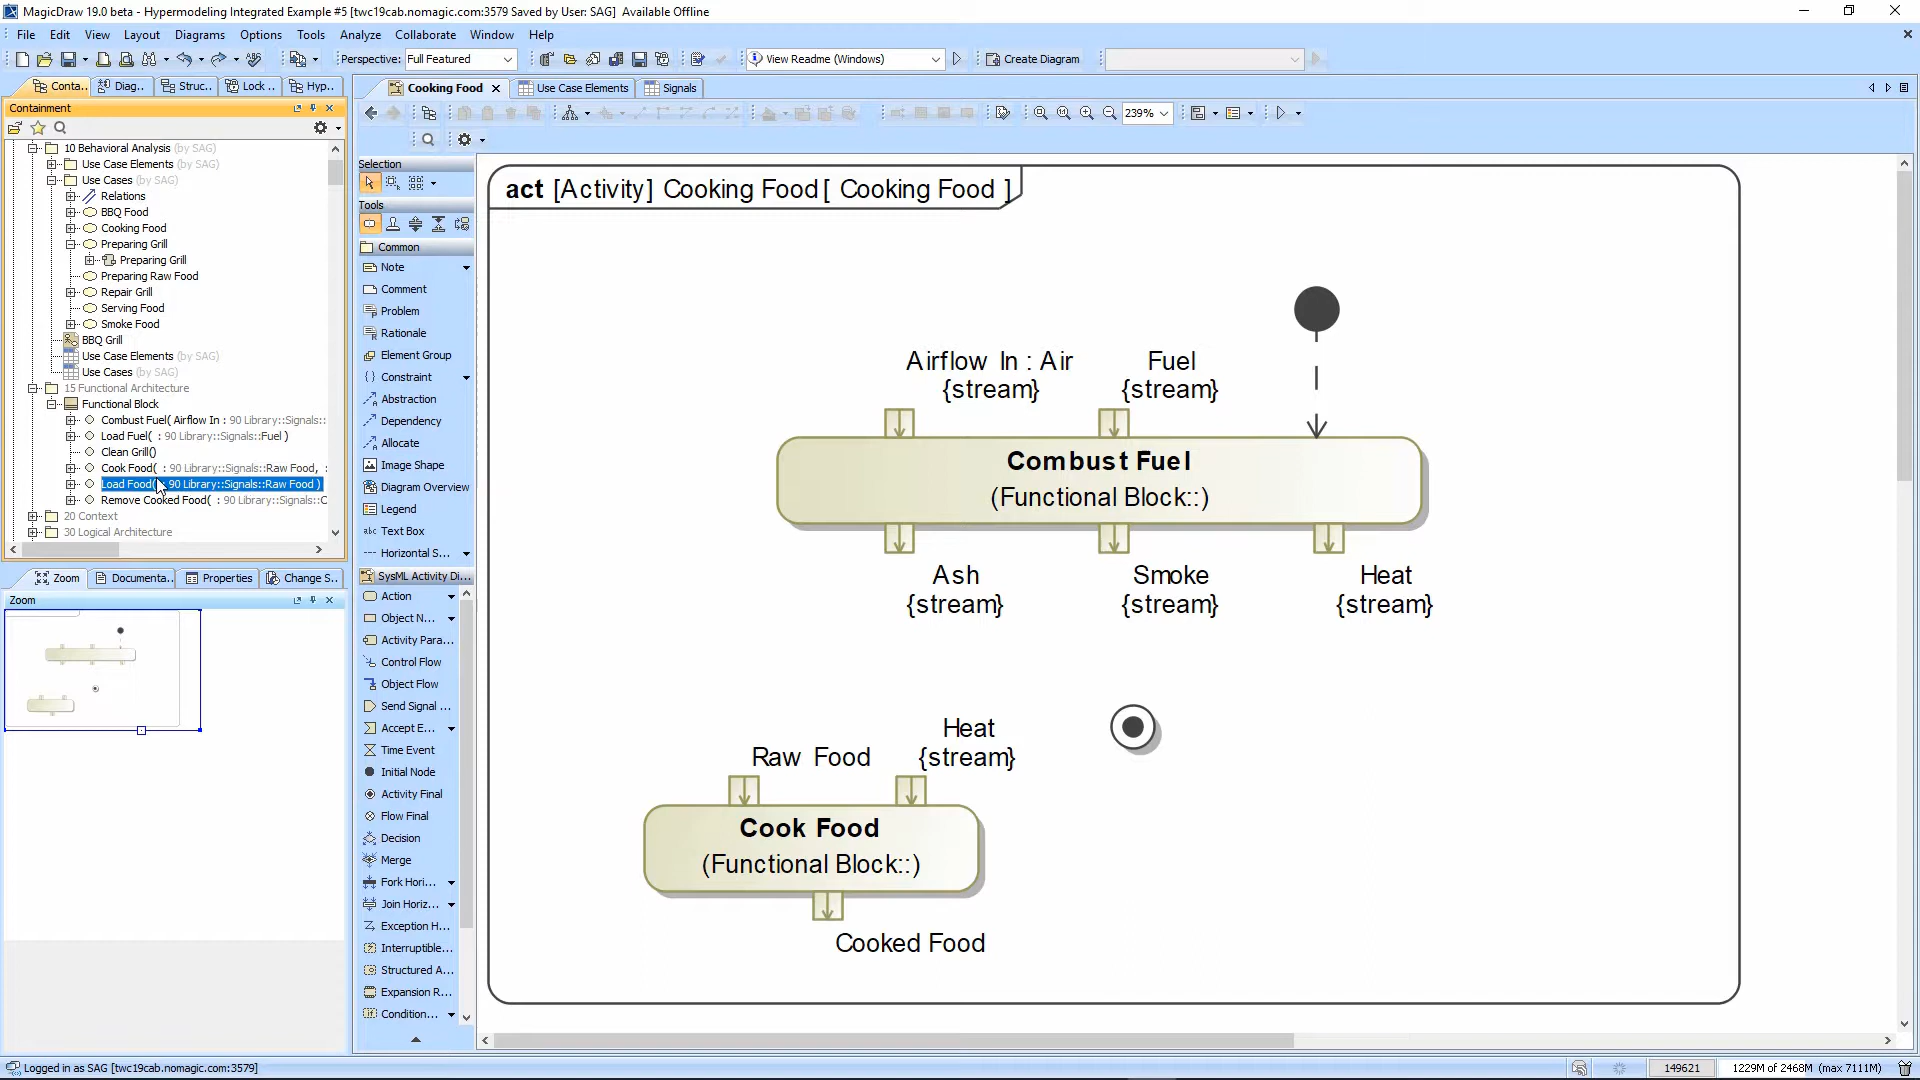 MagicDraw 19.0 beta - Hypermodeling Integrated Example #5 [twc19cab.nomagic.com:3579 Saved by User: SAG]   Available Offline
File Edit View Layout Diagrams Options Tools Analyze Collaborate Window Help
Perspective: Full Featured
View Readme (Windows)
Create Diagram
Conta..
Diag..
Struc...
Lock ..
Hyp..
Cooking Food
Use Case Elements
Signals
Containment
239%
10 Behavioral Analysis (by SAG)
Use Case Elements (by SAG)
Use Cases (by SAG)
Relations
BBQ Food
Cooking Food
Preparing Grill
Preparing Grill
Preparing Raw Food
Repair Grill
Serving Food
Smoke Food
BBQ Grill
Use Case Elements (by SAG)
Use Cases (by SAG)
15 Functional Architecture
Functional Block
Combust Fuel( Airflow In : 90 Library::Signals::
Load Fuel( : 90 Library::Signals::Fuel )
Clean Grill()
Cook Food( : 90 Library::Signals::Raw Food, :
Load Food( : 90 Library::Signals::Raw Food )
Remove Cooked Food( : 90 Library::Signals::C
20 Context
30 Logical Architecture
Zoom
Documenta..
Properties
Change S..
Zoom
Selection
Tools
Common
Note
Comment
Problem
Rationale
Element Group
{ } Constraint
Abstraction
Dependency
Allocate
Image Shape
Diagram Overview
Legend
abc Text Box
Horizontal S...
SysML Activity Di...
Action
Object N...
Activity Para...
Control Flow
Object Flow
Send Signal ...
Accept E...
Time Event
Initial Node
Activity Final
Flow Final
Decision
Merge
Fork Hori...
Join Horiz...
Exception H...
Interruptible...
Structured A...
Expansion R...
Condition...
act [Activity] Cooking Food[ Cooking Food ]
Airflow In : Air
{stream}
Fuel
{stream}
Combust Fuel
(Functional Block::)
Ash
{stream}
Smoke
{stream}
Heat
{stream}
Raw Food
Heat
{stream}
Cook Food
(Functional Block::)
Cooked Food
Logged in as SAG [twc19cab.nomagic.com:3579]
149621
1229M of 2468M (max 7111M)